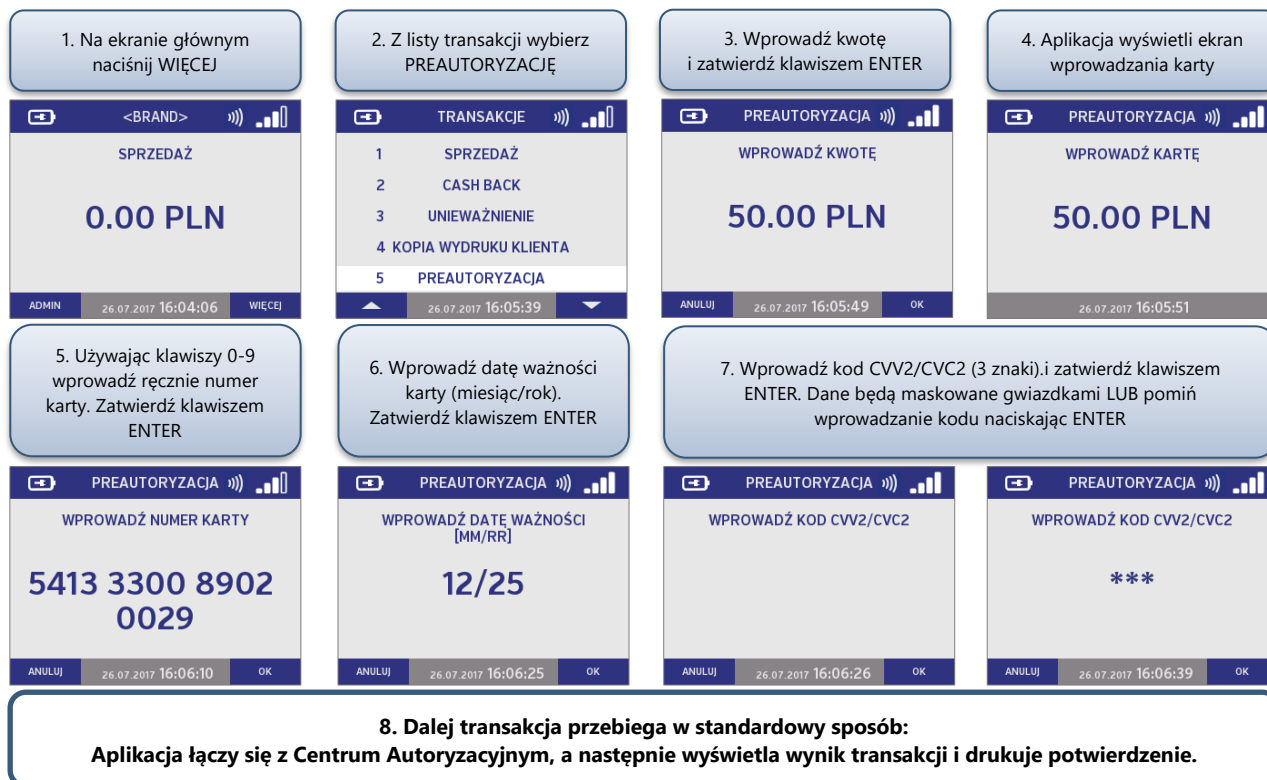 1. Na ekranie głównym
naciśnij WIĘCEJ
2. Z listy transakcji wybierz
PREAUTORYZACJĘ
3. Wprowadź kwotę
i zatwierdź klawiszem ENTER
4. Aplikacja wyświetli ekran
wprowadzania karty
<BRAND>
SPRZEDAŻ
0.00 PLN
ADMIN 26.07.2017 16:04:06 WIĘCEJ
TRANSAKCJE
1 SPRZEDAŻ
2 CASH BACK
3 UNIEWAŻNIENIE
4 KOPIA WYDRUKU KLIENTA
5 PREAUTORYZACJA
26.07.2017 16:05:39
PREAUTORYZACJA
WPROWADŹ KWOTĘ
50.00 PLN
ANULUJ 26.07.2017 16:05:49 OK
PREAUTORYZACJA
WPROWADŹ KARTĘ
50.00 PLN
26.07.2017 16:05:51
5. Używając klawiszy 0-9
wprowadź ręcznie numer
karty. Zatwierdź klawiszem
ENTER
6. Wprowadź datę ważności
karty (miesiąc/rok).
Zatwierdź klawiszem ENTER
7. Wprowadź kod CVV2/CVC2 (3 znaki).i zatwierdź klawiszem
ENTER. Dane będą maskowane gwiazdkami LUB pomiń
wprowadzanie kodu naciskając ENTER
PREAUTORYZACJA
WPROWADŹ NUMER KARTY
5413 3300 8902
0029
ANULUJ 26.07.2017 16:06:10 OK
PREAUTORYZACJA
WPROWADŹ DATĘ WAŻNOŚCI
[MM/RR]
12/25
ANULUJ 26.07.2017 16:06:25 OK
PREAUTORYZACJA
WPROWADŹ KOD CVV2/CVC2
ANULUJ 26.07.2017 16:06:26 OK
PREAUTORYZACJA
WPROWADŹ KOD CVV2/CVC2
***
ANULUJ 26.07.2017 16:06:39 OK
8. Dalej transakcja przebiega w standardowy sposób:
Aplikacja łączy się z Centrum Autoryzacyjnym, a następnie wyświetla wynik transakcji i drukuje potwierdzenie.